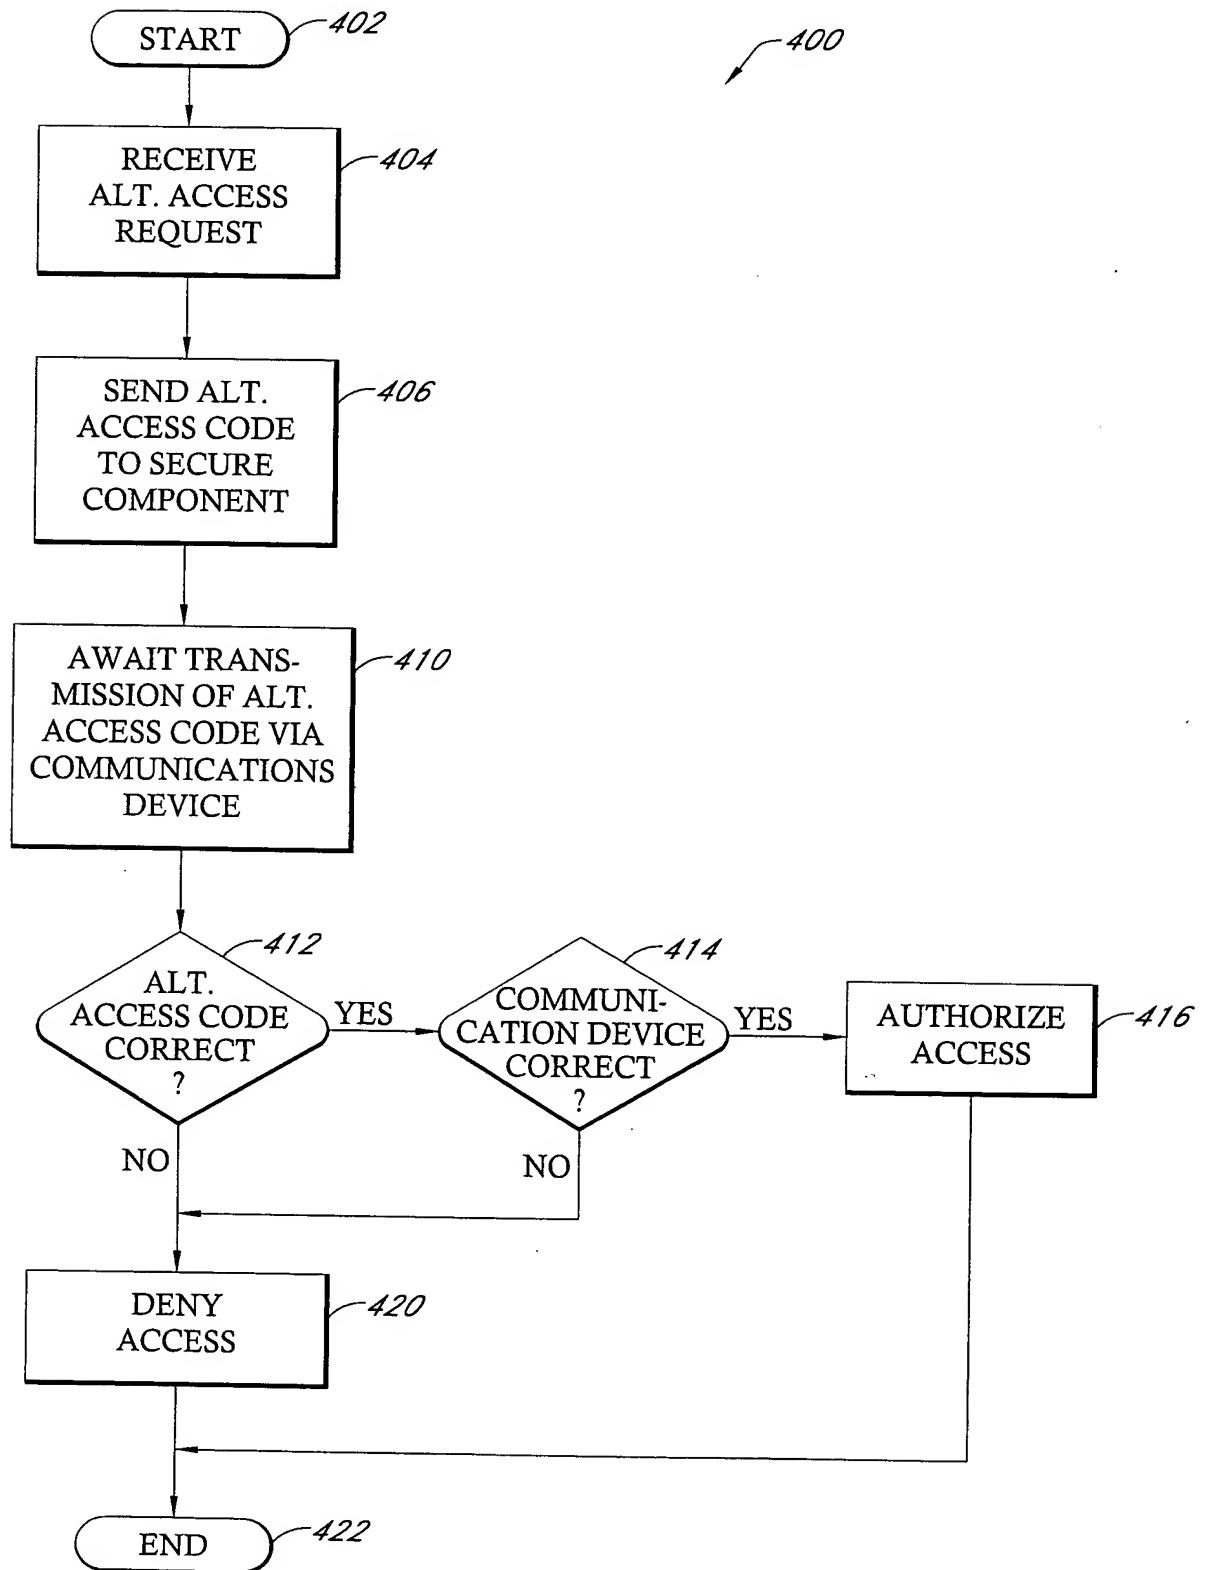 START
402
400
RECEIVE
ALT. ACCESS
REQUEST
404
SEND ALT.
ACCESS CODE
TO SECURE
COMPONENT
406
AWAIT TRANS-
MISSION OF ALT.
ACCESS CODE VIA
COMMUNICATIONS
DEVICE
410
ALT.
ACCESS CODE
CORRECT
?
412
YES
NO
COMMUNI-
CATION DEVICE
CORRECT
?
414
YES
NO
AUTHORIZE
ACCESS
416
DENY
ACCESS
420
END
422